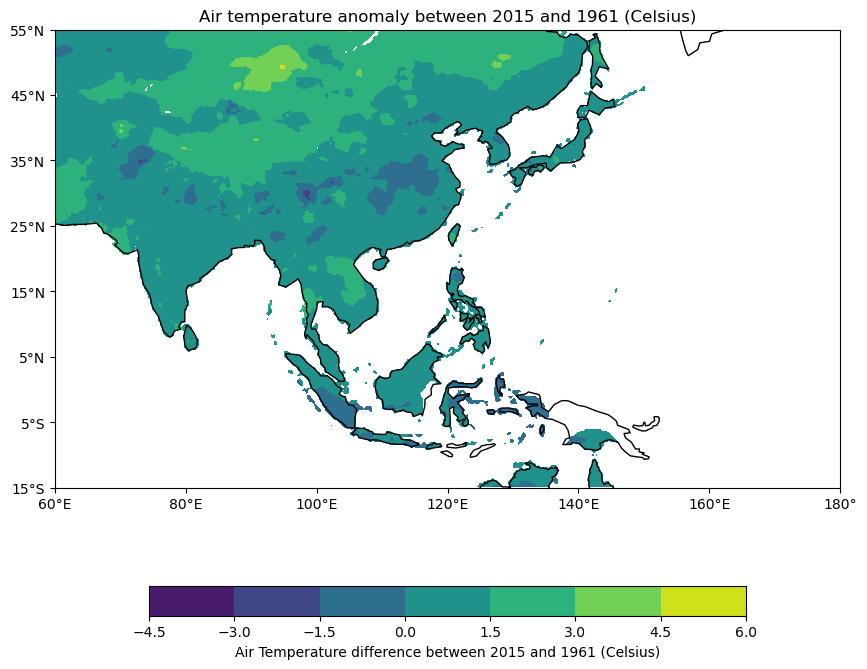 Air temperature anomaly between 2015 and 1961 (Celsius)
55°N
45°N
35°N
25°N
15°N
5°N
5°S
15°S
60°E 80°E 100°E 120°E 140°E 160°E 180°
−4.5 −3.0 −1.5 0.0 1.5 3.0 4.5 6.0
Air Temperature difference between 2015 and 1961 (Celsius)